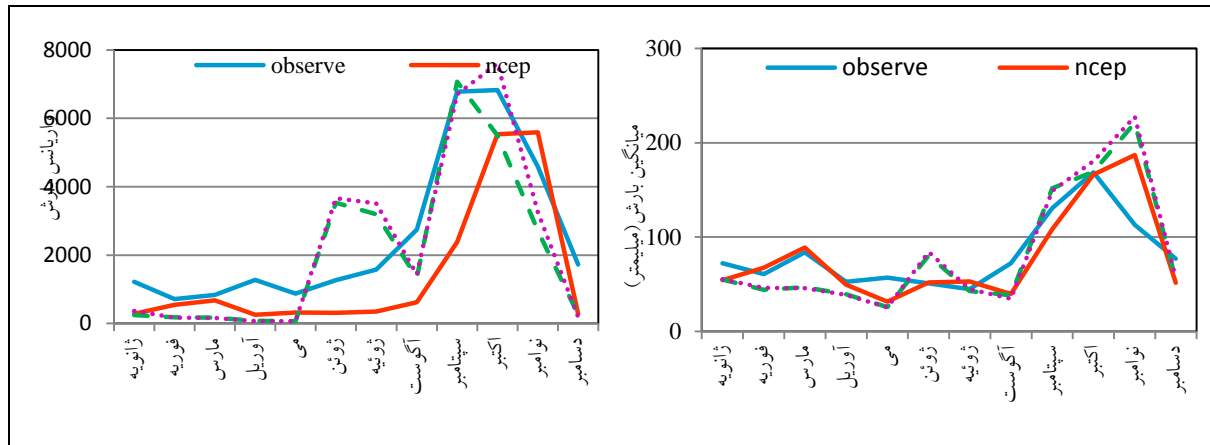 8000
6000
4000
2000
0
observe
ncep
واریانس بارش
ژانویه
فوریه
مارس
آوریل
می
ژوئن
ژوئیه
آگوست
سپتامبر
اکتبر
نوامبر
دسامبر
300
200
100
0
observe
ncep
میانگین بارش (میلیمتر)
ژانویه
فوریه
مارس
آوریل
می
ژوئن
ژوئیه
آگوست
سپتامبر
اکتبر
نوامبر
دسامبر